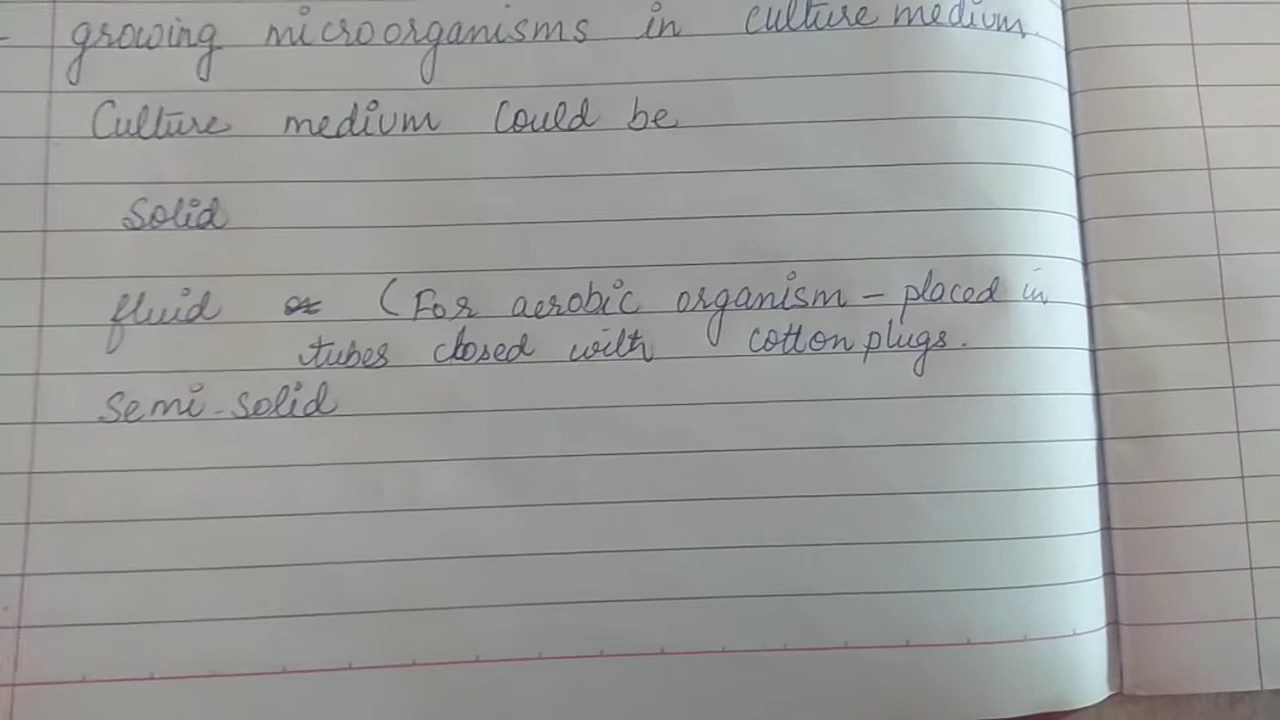 growing microorganisms in culture medium.
Culture medium could be
Solid
fluid (For aerobic organism - placed in
tubes closed with cotton plugs.
Semi-solid